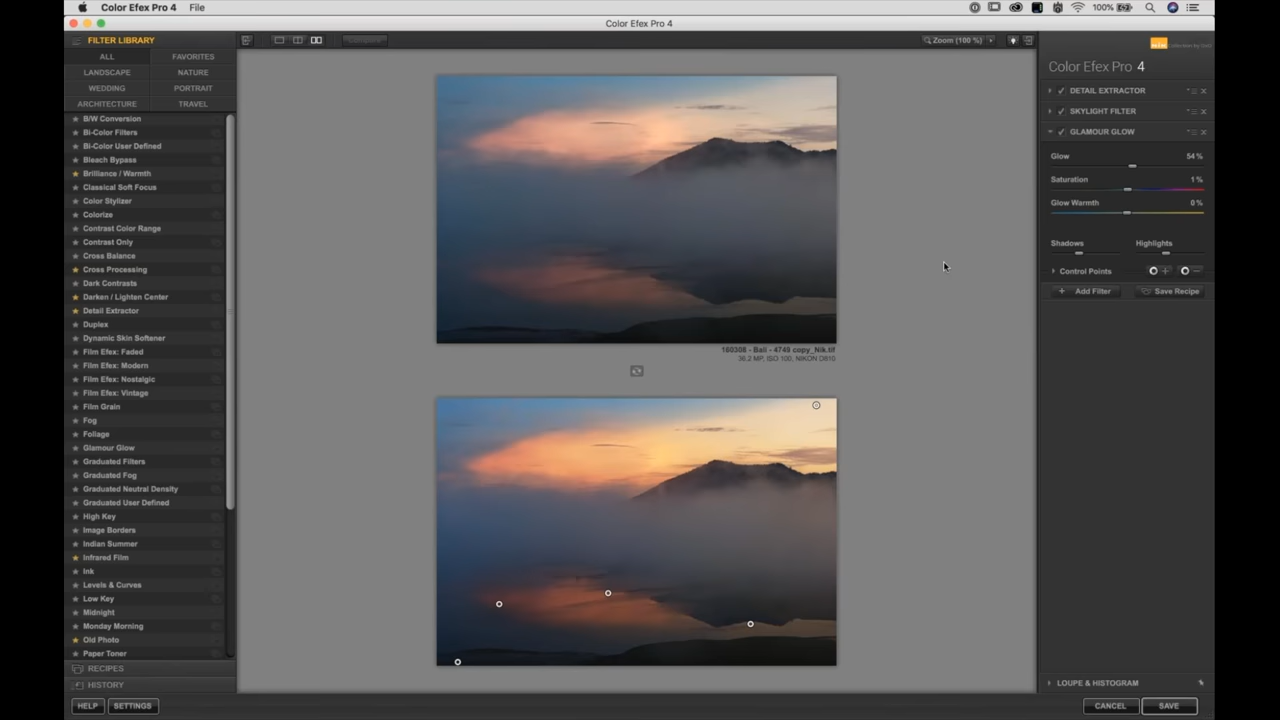 Color Efex Pro 4 File
100%
Color Efex Pro 4
FILTER LIBRARY
ALL FAVORITES
LANDSCAPE NATURE
WEDDING PORTRAIT
ARCHITECTURE TRAVEL
B/W Conversion
Bi-Color Filters
Bi-Color User Defined
Bleach Bypass
Brilliance / Warmth
Classical Soft Focus
Color Stylizer
Colorize
Contrast Color Range
Contrast Only
Cross Balance
Cross Processing
Dark Contrasts
Darken / Lighten Center
Detail Extractor
Duplex
Dynamic Skin Softener
Film Efex: Faded
Film Efex: Modern
Film Efex: Nostalgic
Film Efex: Vintage
Film Grain
Fog
Foliage
Glamour Glow
Graduated Filters
Graduated Fog
Graduated Neutral Density
Graduated User Defined
High Key
Image Borders
Indian Summer
Infrared Film
Ink
Levels & Curves
Low Key
Midnight
Monday Morning
Old Photo
Paper Toner
RECIPES
HISTORY
HELP SETTINGS
Compare
Zoom (100 %)
160308 - Bali - 4749 copy_Nik.tif
36.2 MP, ISO 100, NIKON D810
nik Collection by DxO
Color Efex Pro 4
DETAIL EXTRACTOR
SKYLIGHT FILTER
GLAMOUR GLOW
Glow 54 %
Saturation 1 %
Glow Warmth 0 %
Shadows Highlights
Control Points
Add Filter Save Recipe
LOUPE & HISTOGRAM
CANCEL SAVE